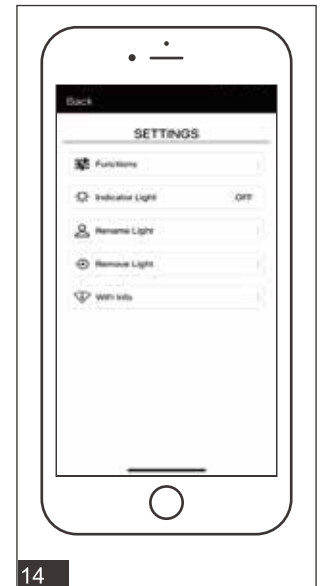 Back
SETTINGS
Functions
Indicator Light OFF
Rename Light
Remove Light
WiFi Info
14